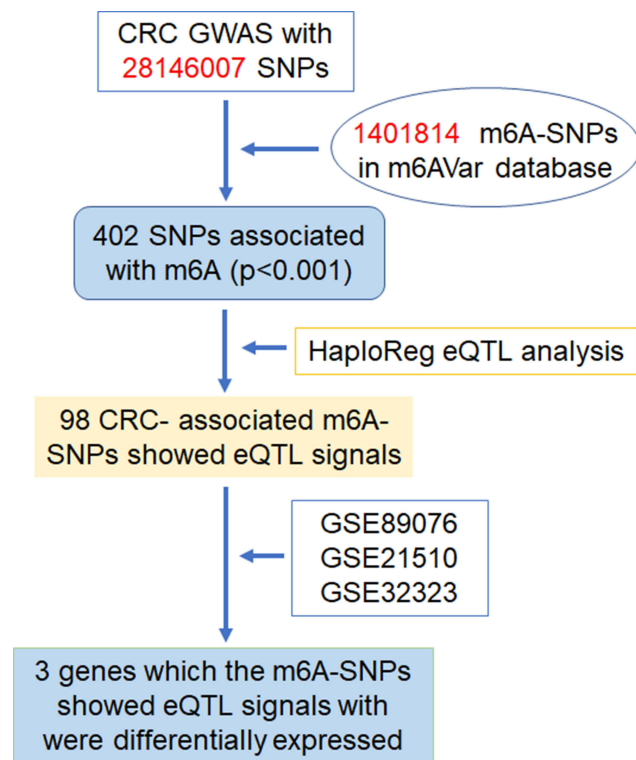 CRC GWAS with
28146007 SNPs
1401814 m6A-SNPs
in m6AVar database
402 SNPs associated
with m6A (p<0.001)
HaploReg eQTL analysis
98 CRC- associated m6A-
SNPs showed eQTL signals
GSE89076
GSE21510
GSE32323
3 genes which the m6A-SNPs
showed eQTL signals with
were differentially expressed